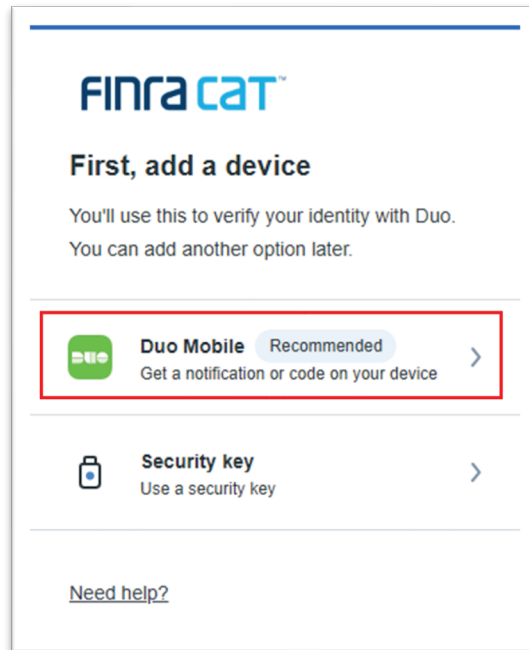 FINra CaT™
First, add a device
You'll use this to verify your identity with Duo.
You can add another option later.
DUO
Duo Mobile Recommended
Get a notification or code on your device
Security key
Use a security key
Need help?